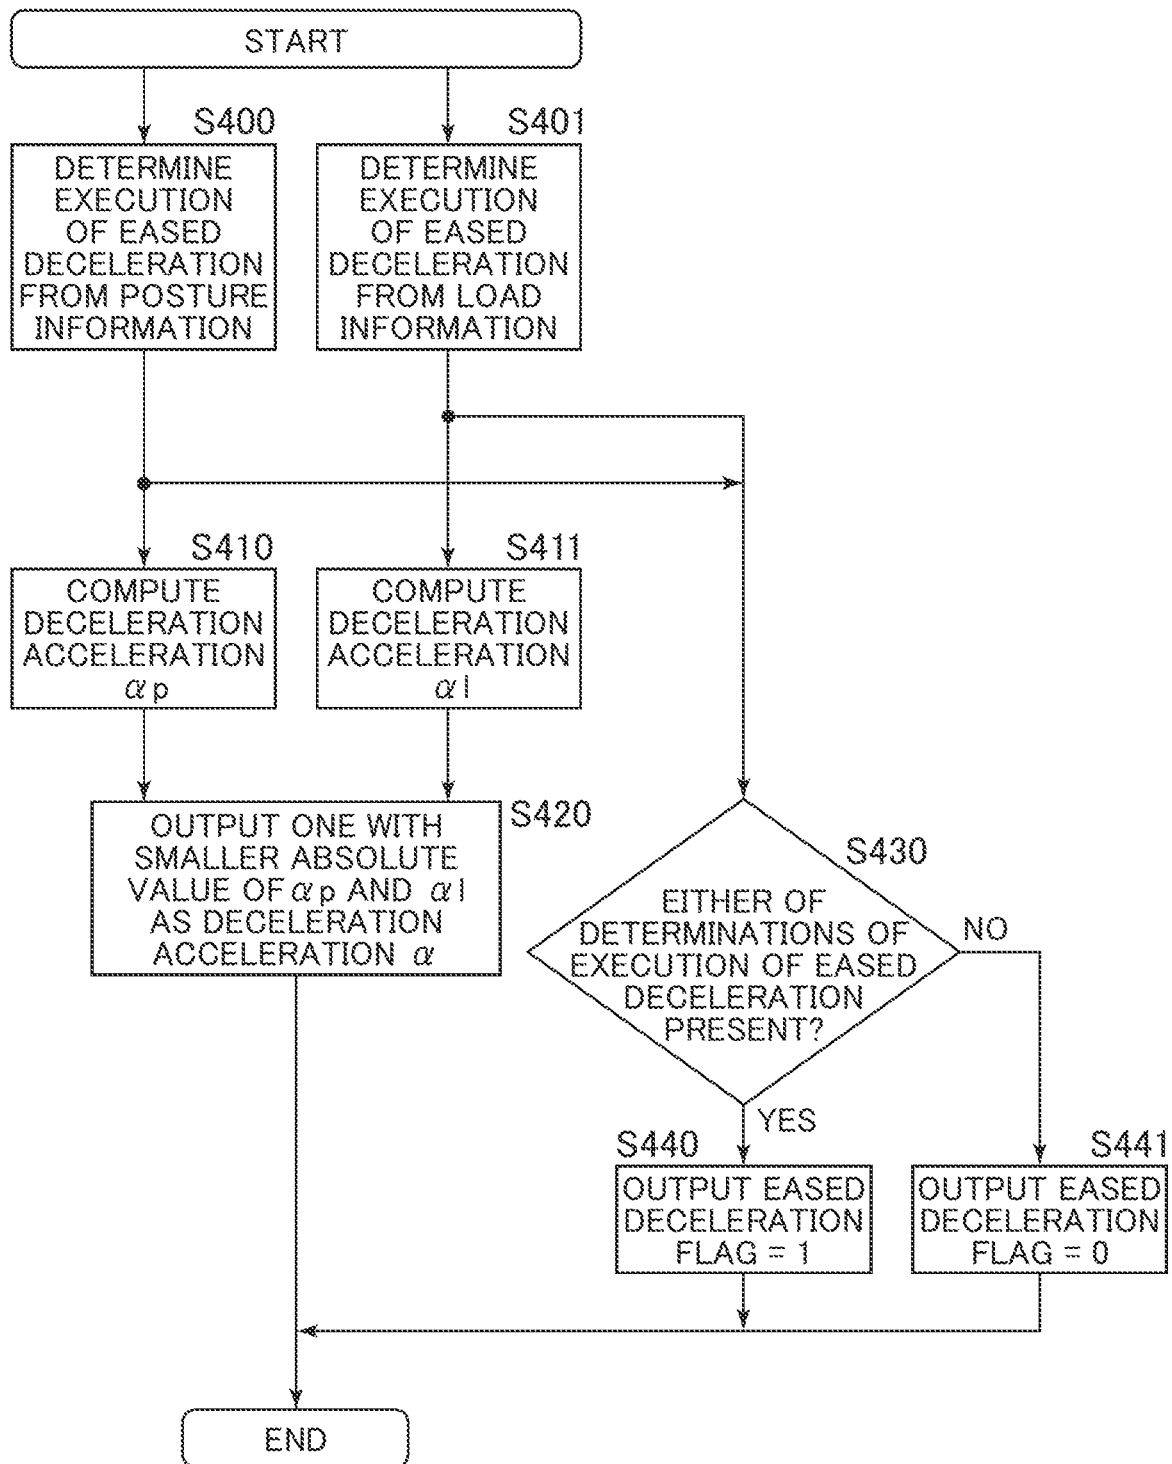 START
S400
DETERMINE
EXECUTION
OF EASED
DECELERATION
FROM POSTURE
INFORMATION
S401
DETERMINE
EXECUTION
OF EASED
DECELERATION
FROM LOAD
INFORMATION
S410
COMPUTE
DECELERATION
ACCELERATION
αp
S411
COMPUTE
DECELERATION
ACCELERATION
αl
S420
OUTPUT ONE WITH
SMALLER ABSOLUTE
VALUE OF αp AND αl
AS DECELERATION
ACCELERATION α
S430
EITHER OF
DETERMINATIONS OF
EXECUTION OF EASED
DECELERATION
PRESENT?
NO
YES
S440
OUTPUT EASED
DECELERATION
FLAG = 1
S441
OUTPUT EASED
DECELERATION
FLAG = 0
END